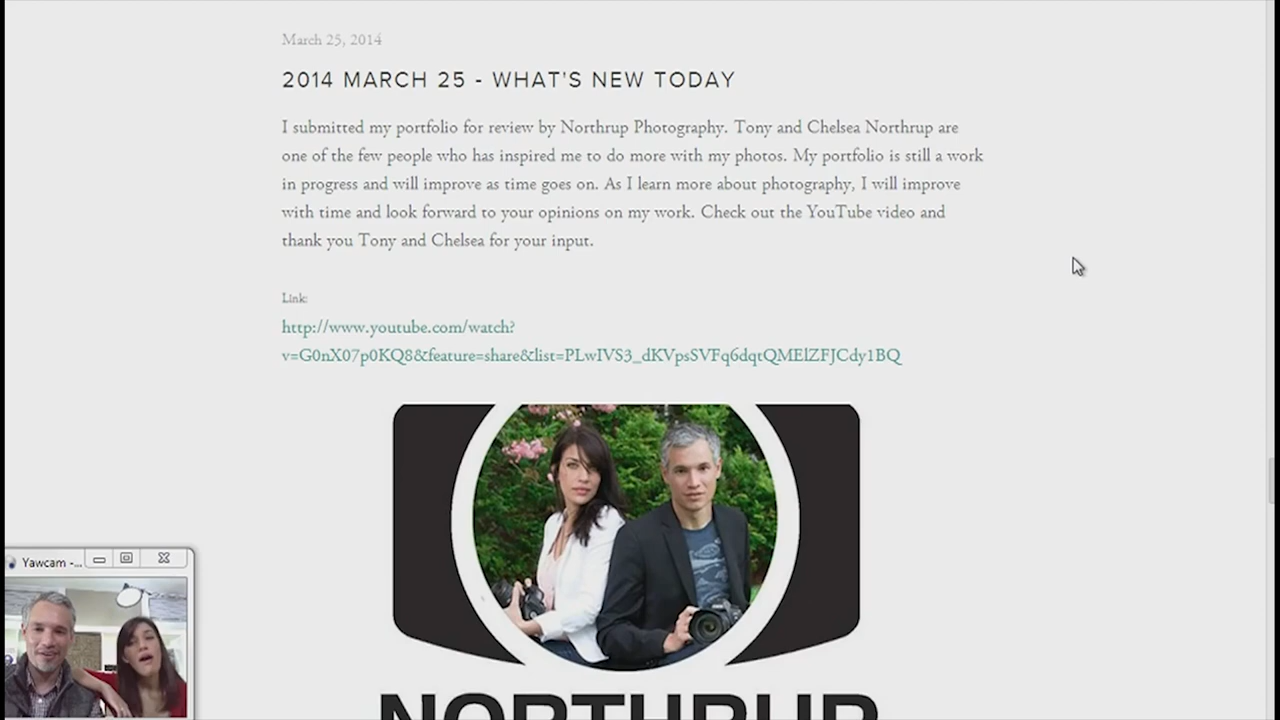 March 25, 2014
2014 MARCH 25 - WHAT'S NEW TODAY
I submitted my portfolio for review by Northrup Photography. Tony and Chelsea Northrup are
one of the few people who has inspired me to do more with my photos. My portfolio is still a work
in progress and will improve as time goes on. As I learn more about photography, I will improve
with time and look forward to your opinions on my work. Check out the YouTube video and
thank you Tony and Chelsea for your input.
Link:
http://www.youtube.com/watch?
v=G0nX07p0KQ8&feature=share&list=PLwIVS3_dKVpsSVFq6dqtQMElZFJCdy1BQ
Yawcam -...
NORTHRUP